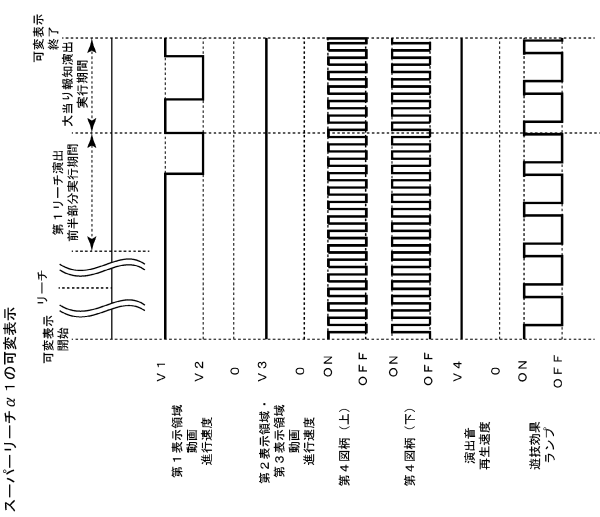 スーパーリーチα1の可変表示
可変表示
開始
リーチ
第1リーチ演出
前半部分実行期間
大当り報知演出
実行期間
可変表示
終了
第1表示領域
動画
進行速度
V1
V2
0
第2表示領域・
第3表示領域
動画
進行速度
V3
0
第4図柄(上)
ON
OFF
第4図柄(下)
ON
OFF
演出音
再生速度
V4
0
遊技効果
ランプ
ON
OFF